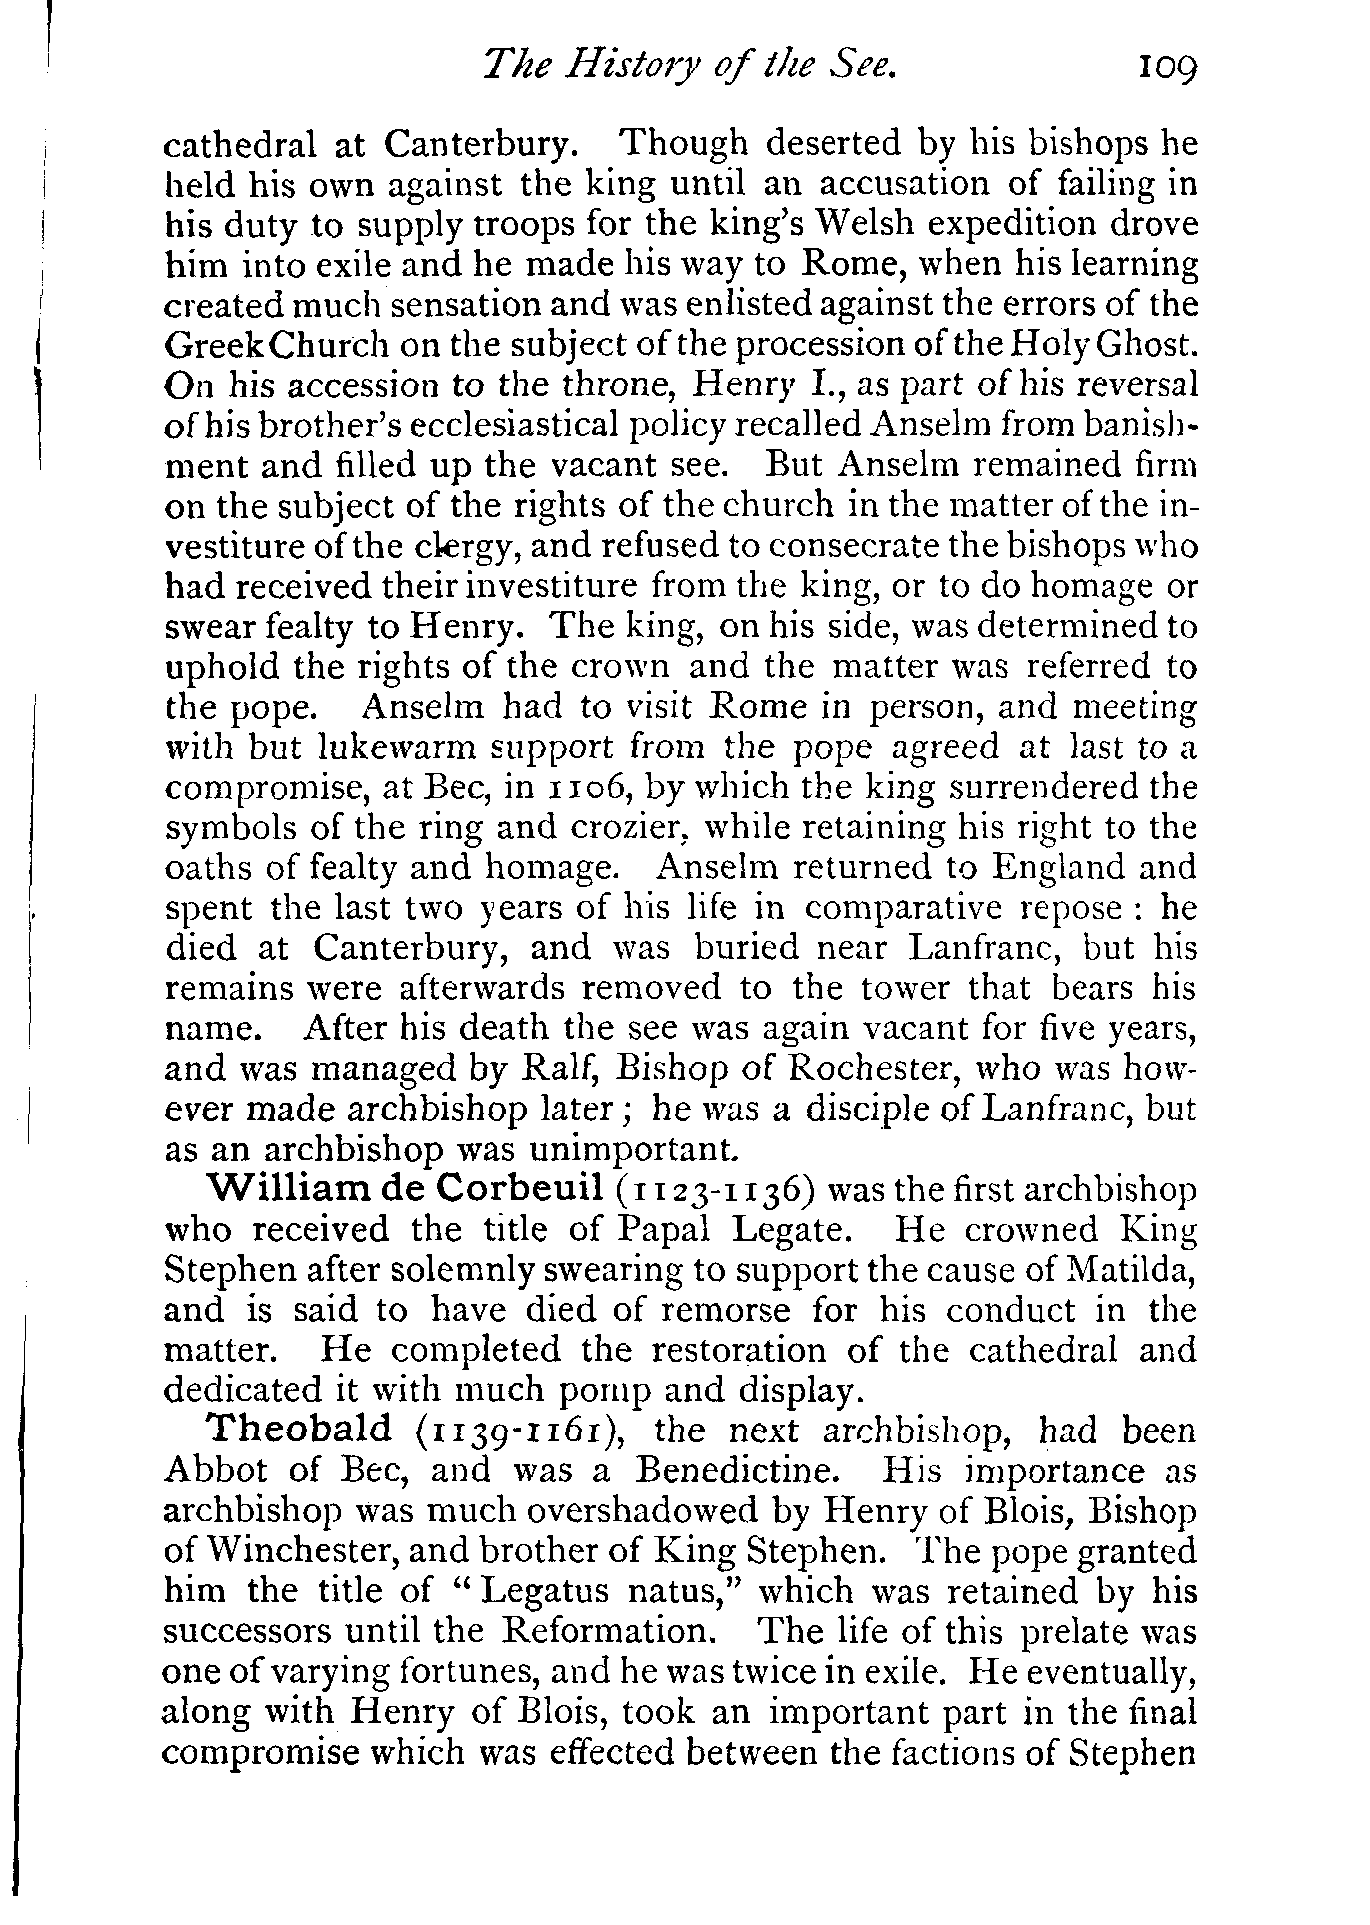 The History of the See. 109
cathedral at Canterbury. Though deserted by his bishops he
held his own against the king until an accusation of failing in
his duty to supply troops for the king's Welsh expedition drove
him into exile and he made his way to Rome, when his learning
created much sensation and was enlisted against the errors of the
Greek Church on the subject of the procession of the Holy Ghost.
On his accession to the throne, Henry I., as part of his reversal
of his brother's ecclesiastical policy recalled Anselm from banish-
ment and filled up the vacant see. But Anselm remained firm
on the subject of the rights of the church in the matter of the in-
vestiture of the clergy, and refused to consecrate the bishops who
had received their investiture from the king, or to do homage or
swear fealty to Henry. The king, on his side, was determined to
uphold the rights of the crown and the matter was referred to
the pope. Anselm had to visit Rome in person, and meeting
with but lukewarm support from the pope agreed at last to a
compromise, at Bec, in 1106, by which the king surrendered the
symbols of the ring and crozier, while retaining his right to the
oaths of fealty and homage. Anselm returned to England and
spent the last two years of his life in comparative repose : he
died at Canterbury, and was buried near Lanfranc, but his
remains were afterwards removed to the tower that bears his
name. After his death the see was again vacant for five years,
and was managed by Ralf, Bishop of Rochester, who was how-
ever made archbishop later ; he was a disciple of Lanfranc, but
as an archbishop was unimportant.
William de Corbeuil (1123-1136) was the first archbishop
who received the title of Papal Legate. He crowned King
Stephen after solemnly swearing to support the cause of Matilda,
and is said to have died of remorse for his conduct in the
matter. He completed the restoration of the cathedral and
dedicated it with much pomp and display.
Theobald (1139-1161), the next archbishop, had been
Abbot of Bec, and was a Benedictine. His importance as
archbishop was much overshadowed by Henry of Blois, Bishop
of Winchester, and brother of King Stephen. The pope granted
him the title of "Legatus natus," which was retained by his
successors until the Reformation. The life of this prelate was
one of varying fortunes, and he was twice in exile. He eventually,
along with Henry of Blois, took an important part in the final
compromise which was effected between the factions of Stephen